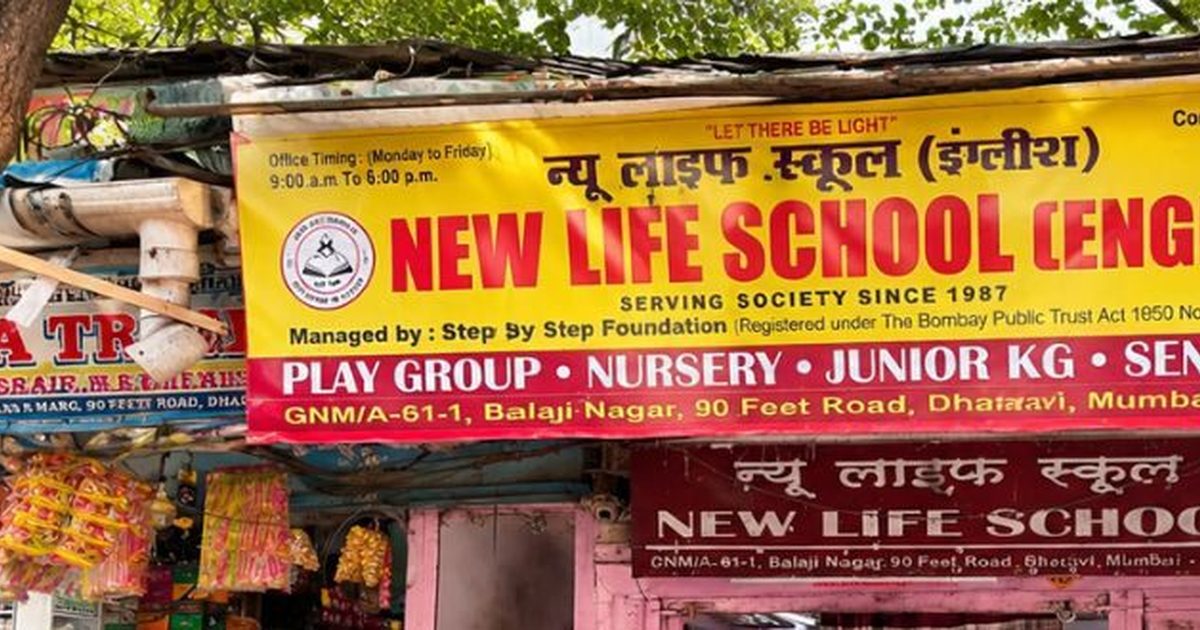 "LET THERE BE LIGHT"
Office Timing: (Monday to Friday)
9:00 a.m. To 6:00 p.m.
न्यू लाइफ स्कूल (इंग्लीश)
NEW LIFE SCHOOL (ENG
SERVING SOCIETY SINCE 1987
Managed by : Step By Step Foundation (Registered under The Bombay Public Trust Act 1850 No
PLAY GROUP • NURSERY • JUNIOR KG • SEN
GNM/A-61-1, Balaji Nagar, 90 Feet Road, Dharavi, Mumba
A TR
MARG, 90 FEET ROAD, DHA
न्यू लाइफ स्कूल
NEW LIFE SCHOO
GNM/A-61-1, Balaji Nagar, 90 Feet Road, Dharavi, Mumbai -